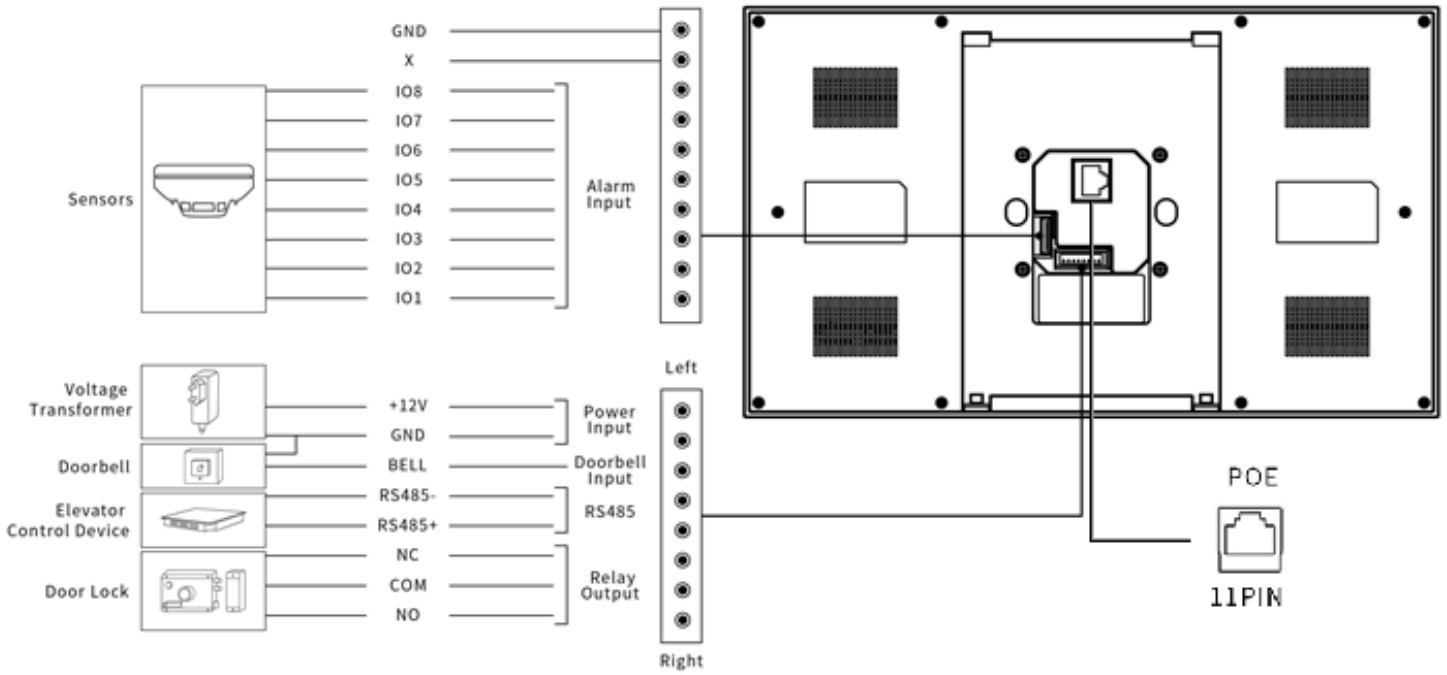 GND
X
IO8
IO7
IO6
IO5
IO4
IO3
IO2
IO1
Sensors
Alarm
Input
Left
Voltage
Transformer
+12V
GND
Power
Input
Doorbell
BELL
Doorbell
Input
Elevator
Control Device
RS485-
RS485+
RS485
Door Lock
NC
COM
NO
Relay
Output
Right
POE
11PIN